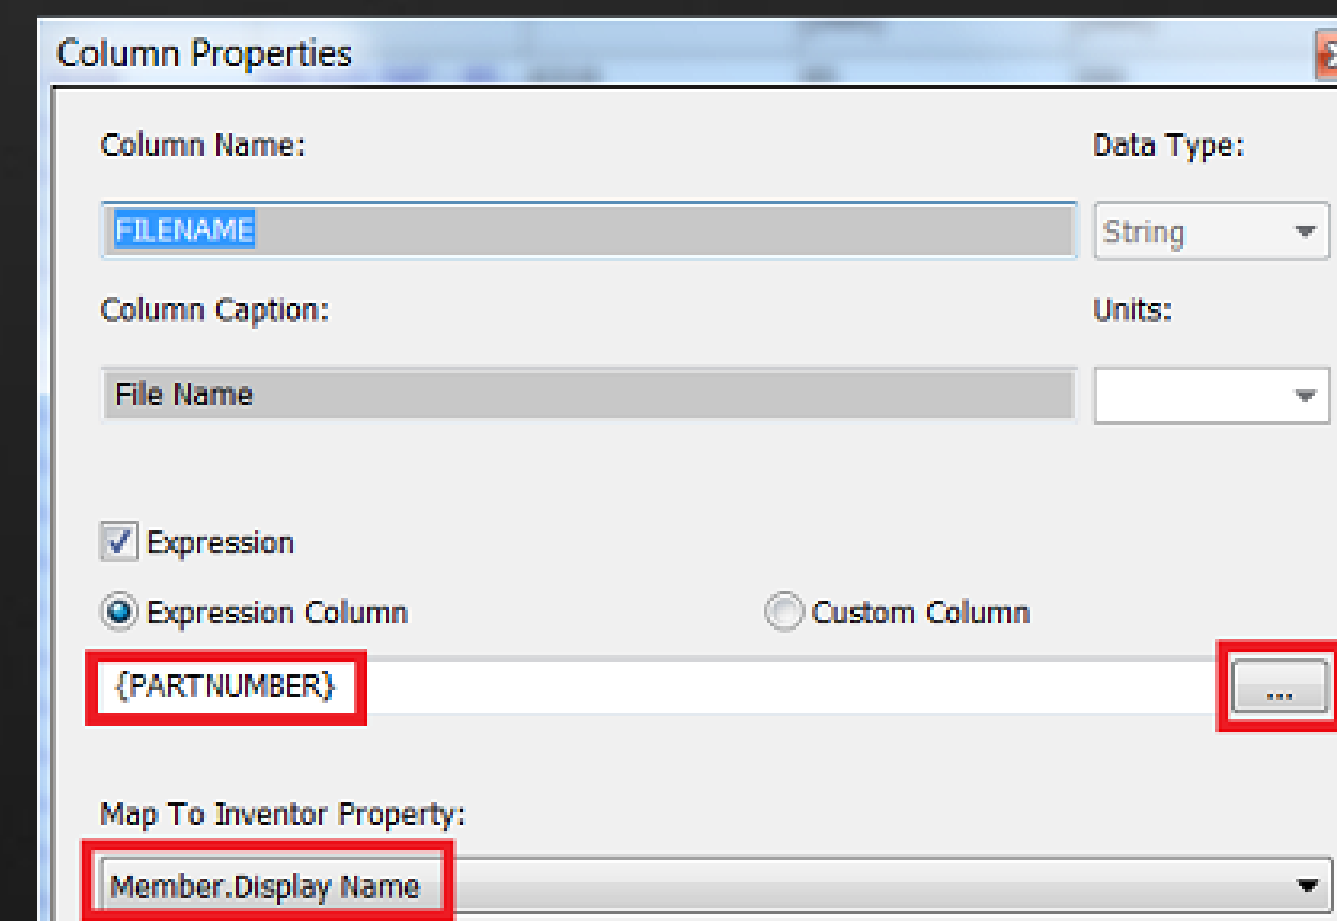 Column Properties
Column Name: Data Type:
FILENAME String
Column Caption: Units:
File Name
Expression
Expression Column Custom Column
{PARTNUMBER} ...
Map To Inventor Property:
Member.Display Name